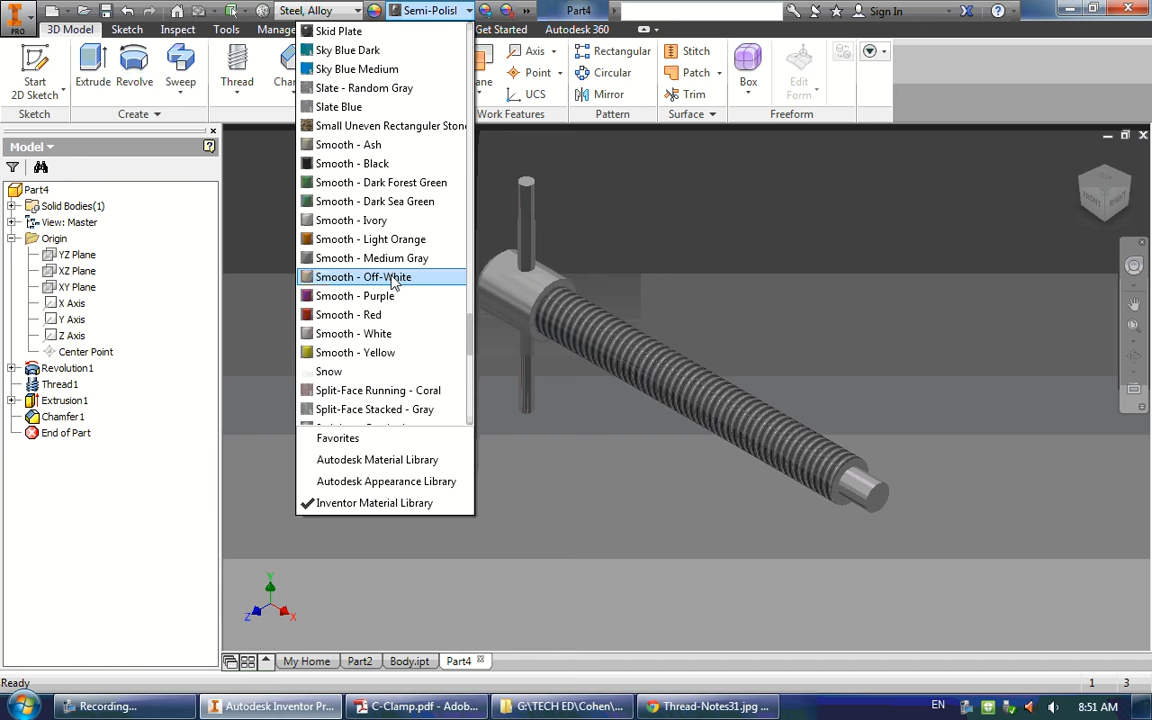 Steel, Alloy
Semi-Polisl
Part4
Sign In
PRO
3D Model
Sketch
Inspect
Tools
Manage
Get Started
Autodesk 360
Start
2D Sketch
Extrude
Revolve
Sweep
Thread
Axis
Point
UCS
Rectangular
Circular
Mirror
Stitch
Patch
Trim
Box
Edit
Form
Sketch
Create
Work Features
Pattern
Surface
Freeform
Skid Plate
Sky Blue Dark
Sky Blue Medium
Slate - Random Gray
Slate Blue
Small Uneven Rectanguler Stone
Smooth - Ash
Smooth - Black
Smooth - Dark Forest Green
Smooth - Dark Sea Green
Smooth - Ivory
Smooth - Light Orange
Smooth - Medium Gray
Smooth - Off-White
Smooth - Purple
Smooth - Red
Smooth - White
Smooth - Yellow
Snow
Split-Face Running - Coral
Split-Face Stacked - Gray
Favorites
Autodesk Material Library
Autodesk Appearance Library
Inventor Material Library
Model
Part4
Solid Bodies(1)
View: Master
Origin
YZ Plane
XZ Plane
XY Plane
X Axis
Y Axis
Z Axis
Center Point
Revolution1
Thread1
Extrusion1
Chamfer1
End of Part
FRONT
RIGHT
Y
Z
X
My Home
Part2
Body.ipt
Part4
Ready
1
3
Recording...
Autodesk Inventor Pr...
C-Clamp.pdf - Adob...
G:\TECH ED\Cohen\...
Thread-Notes31.jpg ...
EN
8:51 AM